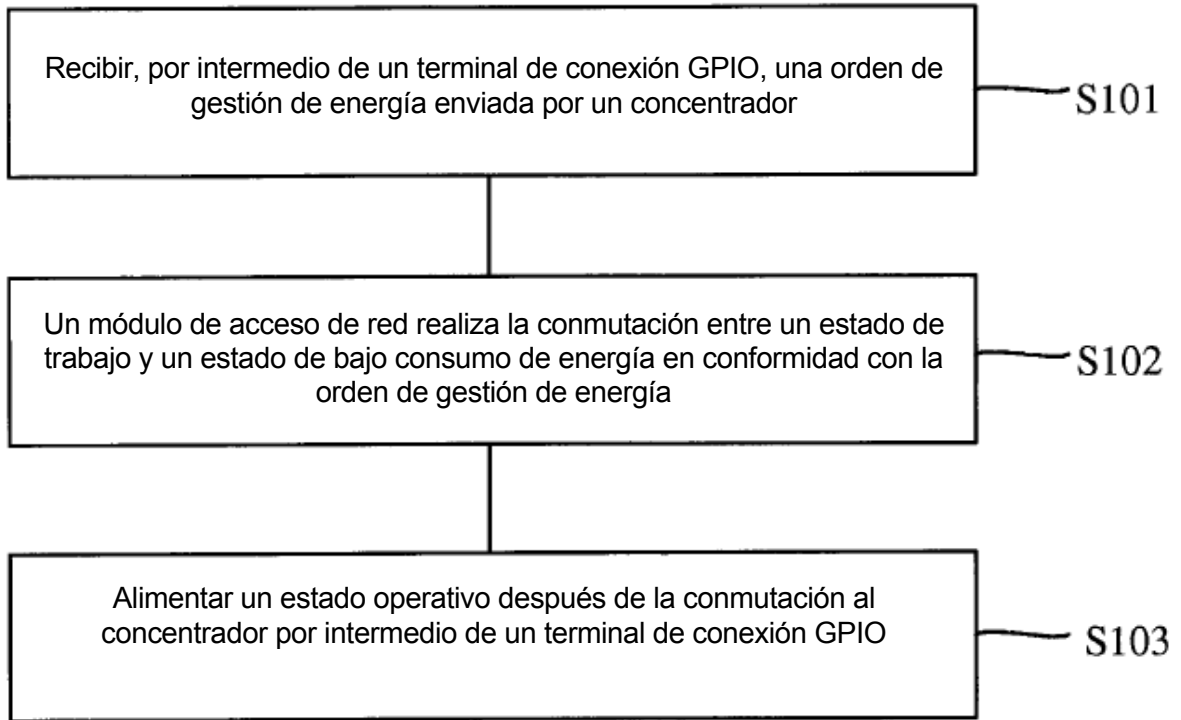 Recibir, por intermedio de un terminal de conexión GPIO, una orden de
gestión de energía enviada por un concentrador
S101
Un módulo de acceso de red realiza la conmutación entre un estado de
trabajo y un estado de bajo consumo de energía en conformidad con la
orden de gestión de energía
S102
Alimentar un estado operativo después de la conmutación al
concentrador por intermedio de un terminal de conexión GPIO
S103